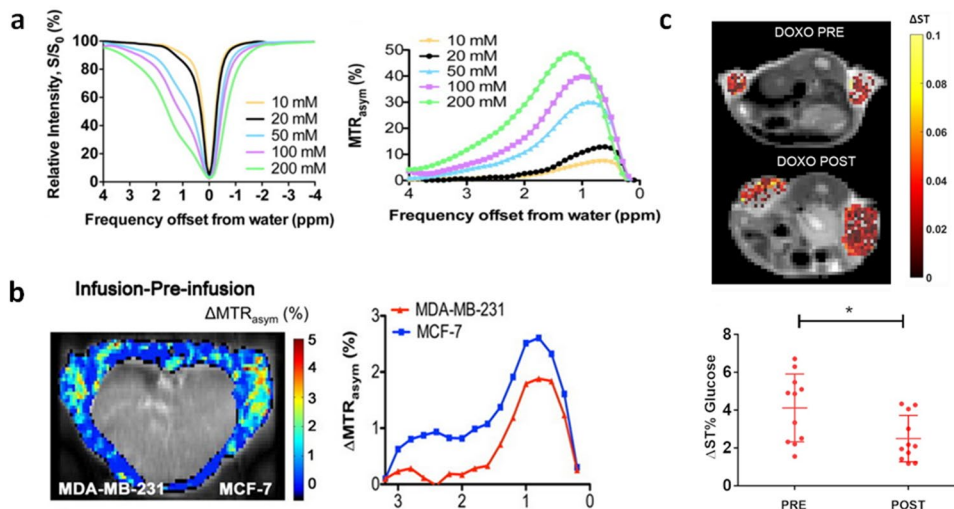 a
Relative Intensity, S/S₀ (%)
100
80
60
40
20
0
10 mM
20 mM
50 mM
100 mM
200 mM
4 3 2 1 0 -1 -2 -3 -4
Frequency offset from water (ppm)
MTRasym (%)
50
40
30
20
10
0
10 mM
20 mM
50 mM
100 mM
200 mM
4 3 2 1 0
Frequency offset from water (ppm)
b
Infusion-Pre-infusion
ΔMTRasym (%)
5
4
3
2
1
0
MDA-MB-231
MCF-7
ΔMTRasym (%)
3
2
1
0
MDA-MB-231
MCF-7
3 2 1 0
c
DOXO PRE
DOXO POST
ΔST
0.1
0.08
0.06
0.04
0.02
0
ΔST% Glucose
8
6
4
2
0
*
PRE POST